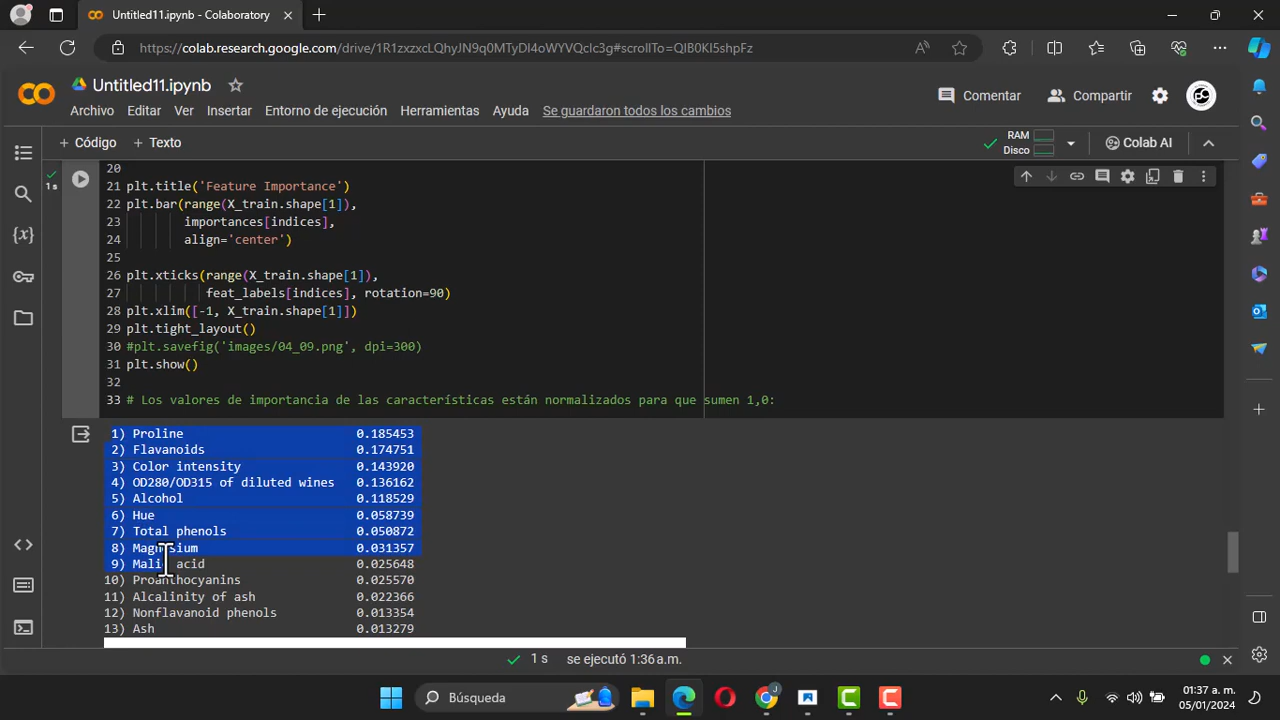 Untitled11.ipynb - Colaboratory
https://colab.research.google.com/drive/1R1zxzxcLQhyJN9q0MTyDl4oWYVQcIc3g#scrollTo=QIB0KI5shpFz
Untitled11.ipynb
Archivo Editar Ver Insertar Entorno de ejecución Herramientas Ayuda Se guardaron todos los cambios
Comentar Compartir
+ Código + Texto
RAM
Disco
Colab AI
1 s
20
21 plt.title('Feature Importance')
22 plt.bar(range(X_train.shape[1]),
23 importances[indices],
24 align='center')
25
26 plt.xticks(range(X_train.shape[1]),
27 feat_labels[indices], rotation=90)
28 plt.xlim([-1, X_train.shape[1]])
29 plt.tight_layout()
30 #plt.savefig('images/04_09.png', dpi=300)
31 plt.show()
32
33 # Los valores de importancia de las características están normalizados para que sumen 1,0:
1) Proline 0.185453
2) Flavanoids 0.174751
3) Color intensity 0.143920
4) OD280/OD315 of diluted wines 0.136162
5) Alcohol 0.118529
6) Hue 0.058739
7) Total phenols 0.050872
8) Magnesium 0.031357
9) Malic acid 0.025648
10) Proanthocyanins 0.025570
11) Alcalinity of ash 0.022366
12) Nonflavanoid phenols 0.013354
13) Ash 0.013279
1 s se ejecutó 1:36 a.m.
Búsqueda
01:37 a. m.
05/01/2024